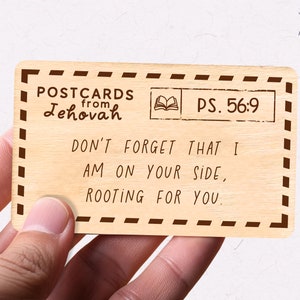 POSTCARDS
from
Jehovah
PS. 56:9
DON'T FORGET THAT I
AM ON YOUR SIDE,
ROOTING FOR YOU.